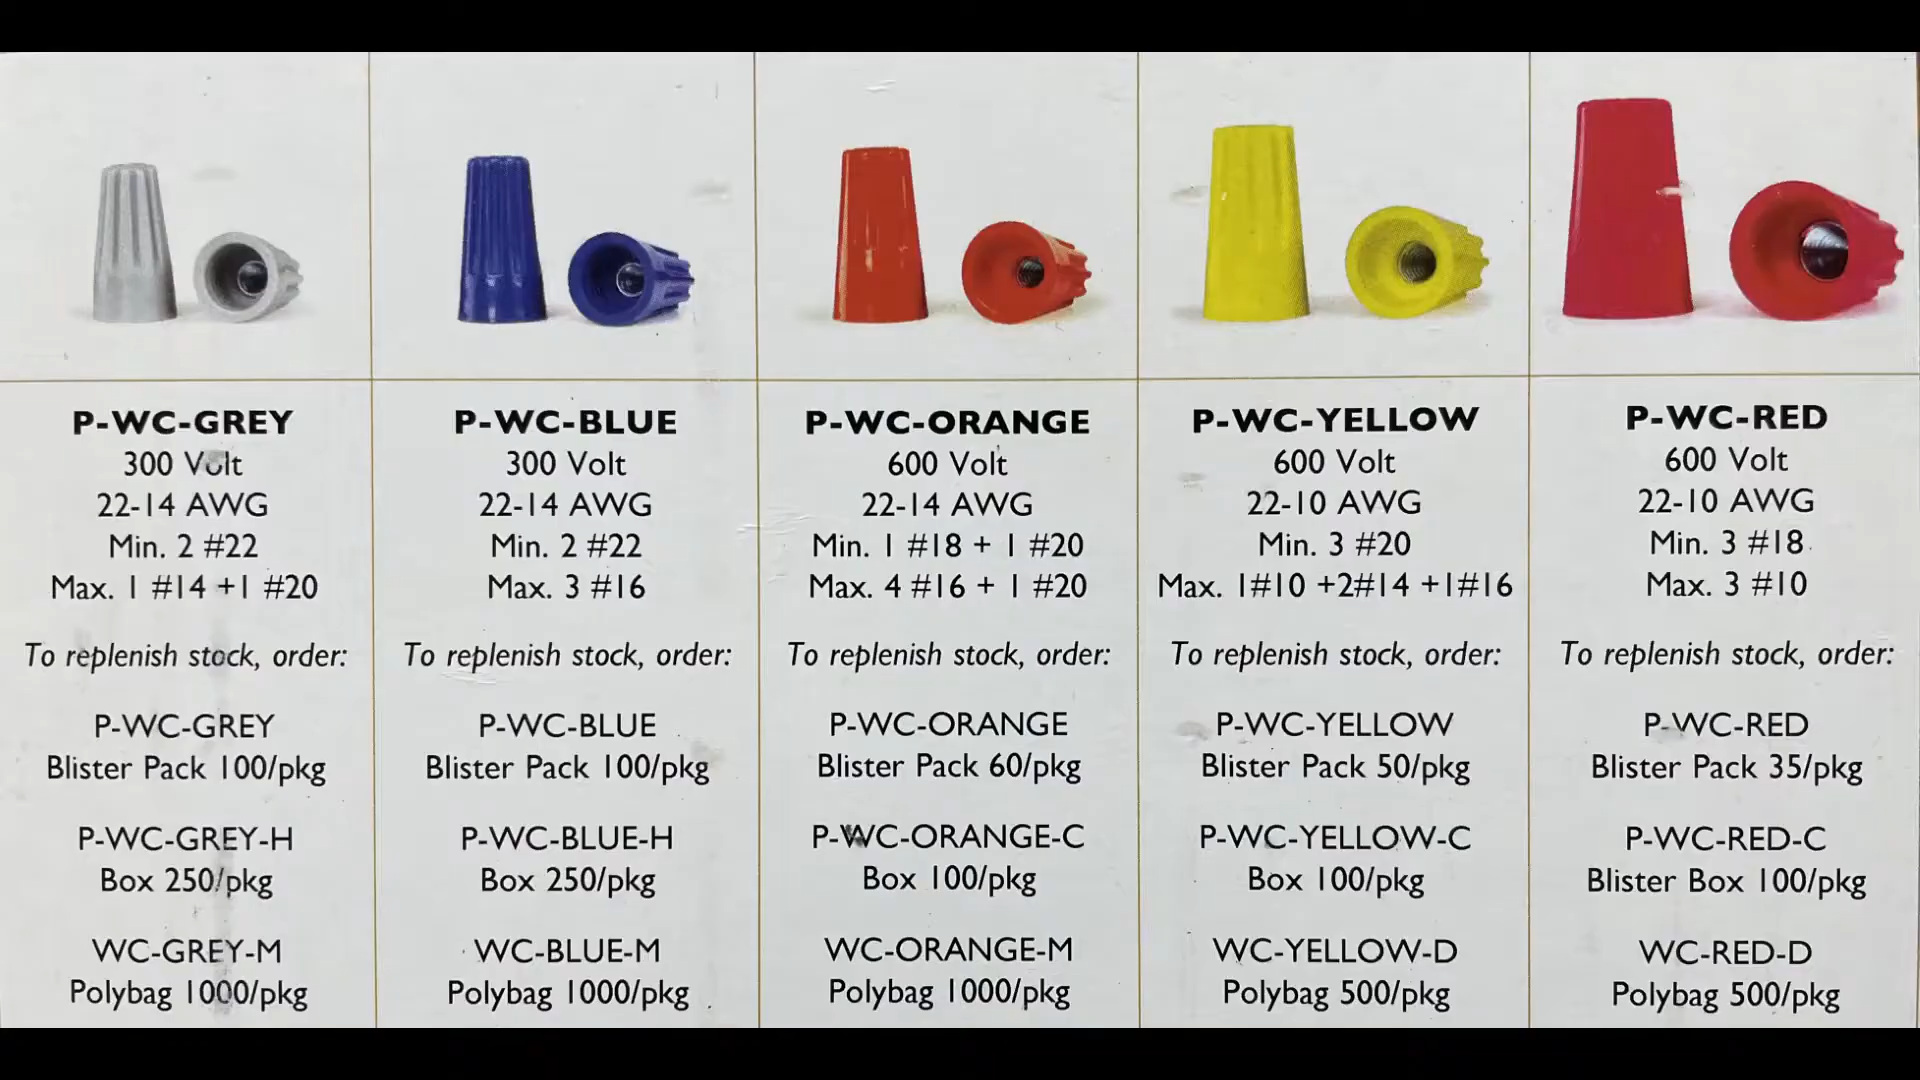 P-WC-GREY
300 Volt
22-14 AWG
Min. 2 #22
Max. 1 #14 +1 #20
To replenish stock, order:
P-WC-GREY
Blister Pack 100/pkg
P-WC-GREY-H
Box 250/pkg
WC-GREY-M
Polybag 1000/pkg
P-WC-BLUE
300 Volt
22-14 AWG
Min. 2 #22
Max. 3 #16
To replenish stock, order:
P-WC-BLUE
Blister Pack 100/pkg
P-WC-BLUE-H
Box 250/pkg
WC-BLUE-M
Polybag 1000/pkg
P-WC-ORANGE
600 Volt
22-14 AWG
Min. 1 #18 + 1 #20
Max. 4 #16 + 1 #20
To replenish stock, order:
P-WC-ORANGE
Blister Pack 60/pkg
P-WC-ORANGE-C
Box 100/pkg
WC-ORANGE-M
Polybag 1000/pkg
P-WC-YELLOW
600 Volt
22-10 AWG
Min. 3 #20
Max. 1#10 +2#14 +1#16
To replenish stock, order:
P-WC-YELLOW
Blister Pack 50/pkg
P-WC-YELLOW-C
Box 100/pkg
WC-YELLOW-D
Polybag 500/pkg
P-WC-RED
600 Volt
22-10 AWG
Min. 3 #18
Max. 3 #10
To replenish stock, order:
P-WC-RED
Blister Pack 35/pkg
P-WC-RED-C
Blister Box 100/pkg
WC-RED-D
Polybag 500/pkg